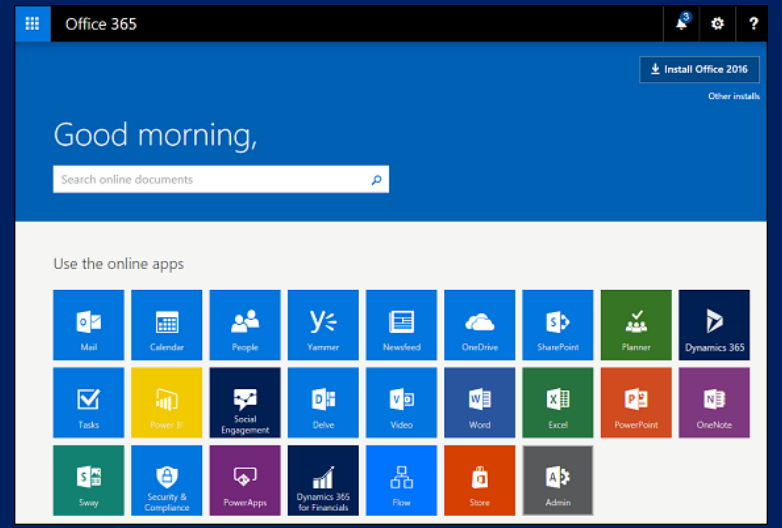 Office 365
3
?
Install Office 2016
Other installs
Good morning,
Search online documents
Use the online apps
Mail
Calendar
People
Yammer
Newsfeed
OneDrive
SharePoint
Planner
Dynamics 365
Tasks
Power BI
Social
Engagement
Delve
Video
Word
Excel
PowerPoint
OneNote
Sway
Security &
Compliance
PowerApps
Dynamics 365
for Financials
Flow
Store
Admin